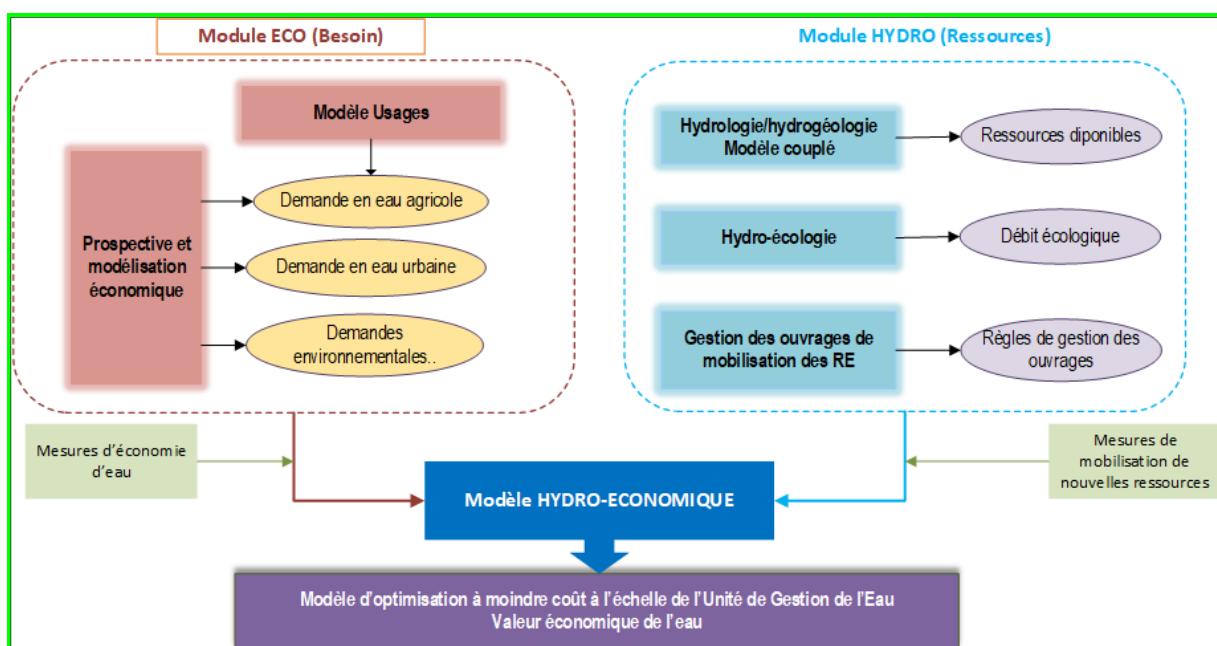 Module ECO (Besoin)
Modèle Usages
Prospective et
modélisation
économique
Demande en eau agricole
Demande en eau urbaine
Demandes
environnementales..
Module HYDRO (Ressources)
Hydrologie/hydrogéologie
Modèle couplé
Ressources diponibles
Hydro-écologie
Débit écologique
Gestion des ouvrages de
mobilisation des RE
Règles de gestion des
ouvrages
Mesures d'économie
d'eau
Mesures de
mobilisation de
nouvelles ressources
Modèle HYDRO-ECONOMIQUE
Modèle d'optimisation à moindre coût à l'échelle de l'Unité de Gestion de l'Eau
Valeur économique de l'eau